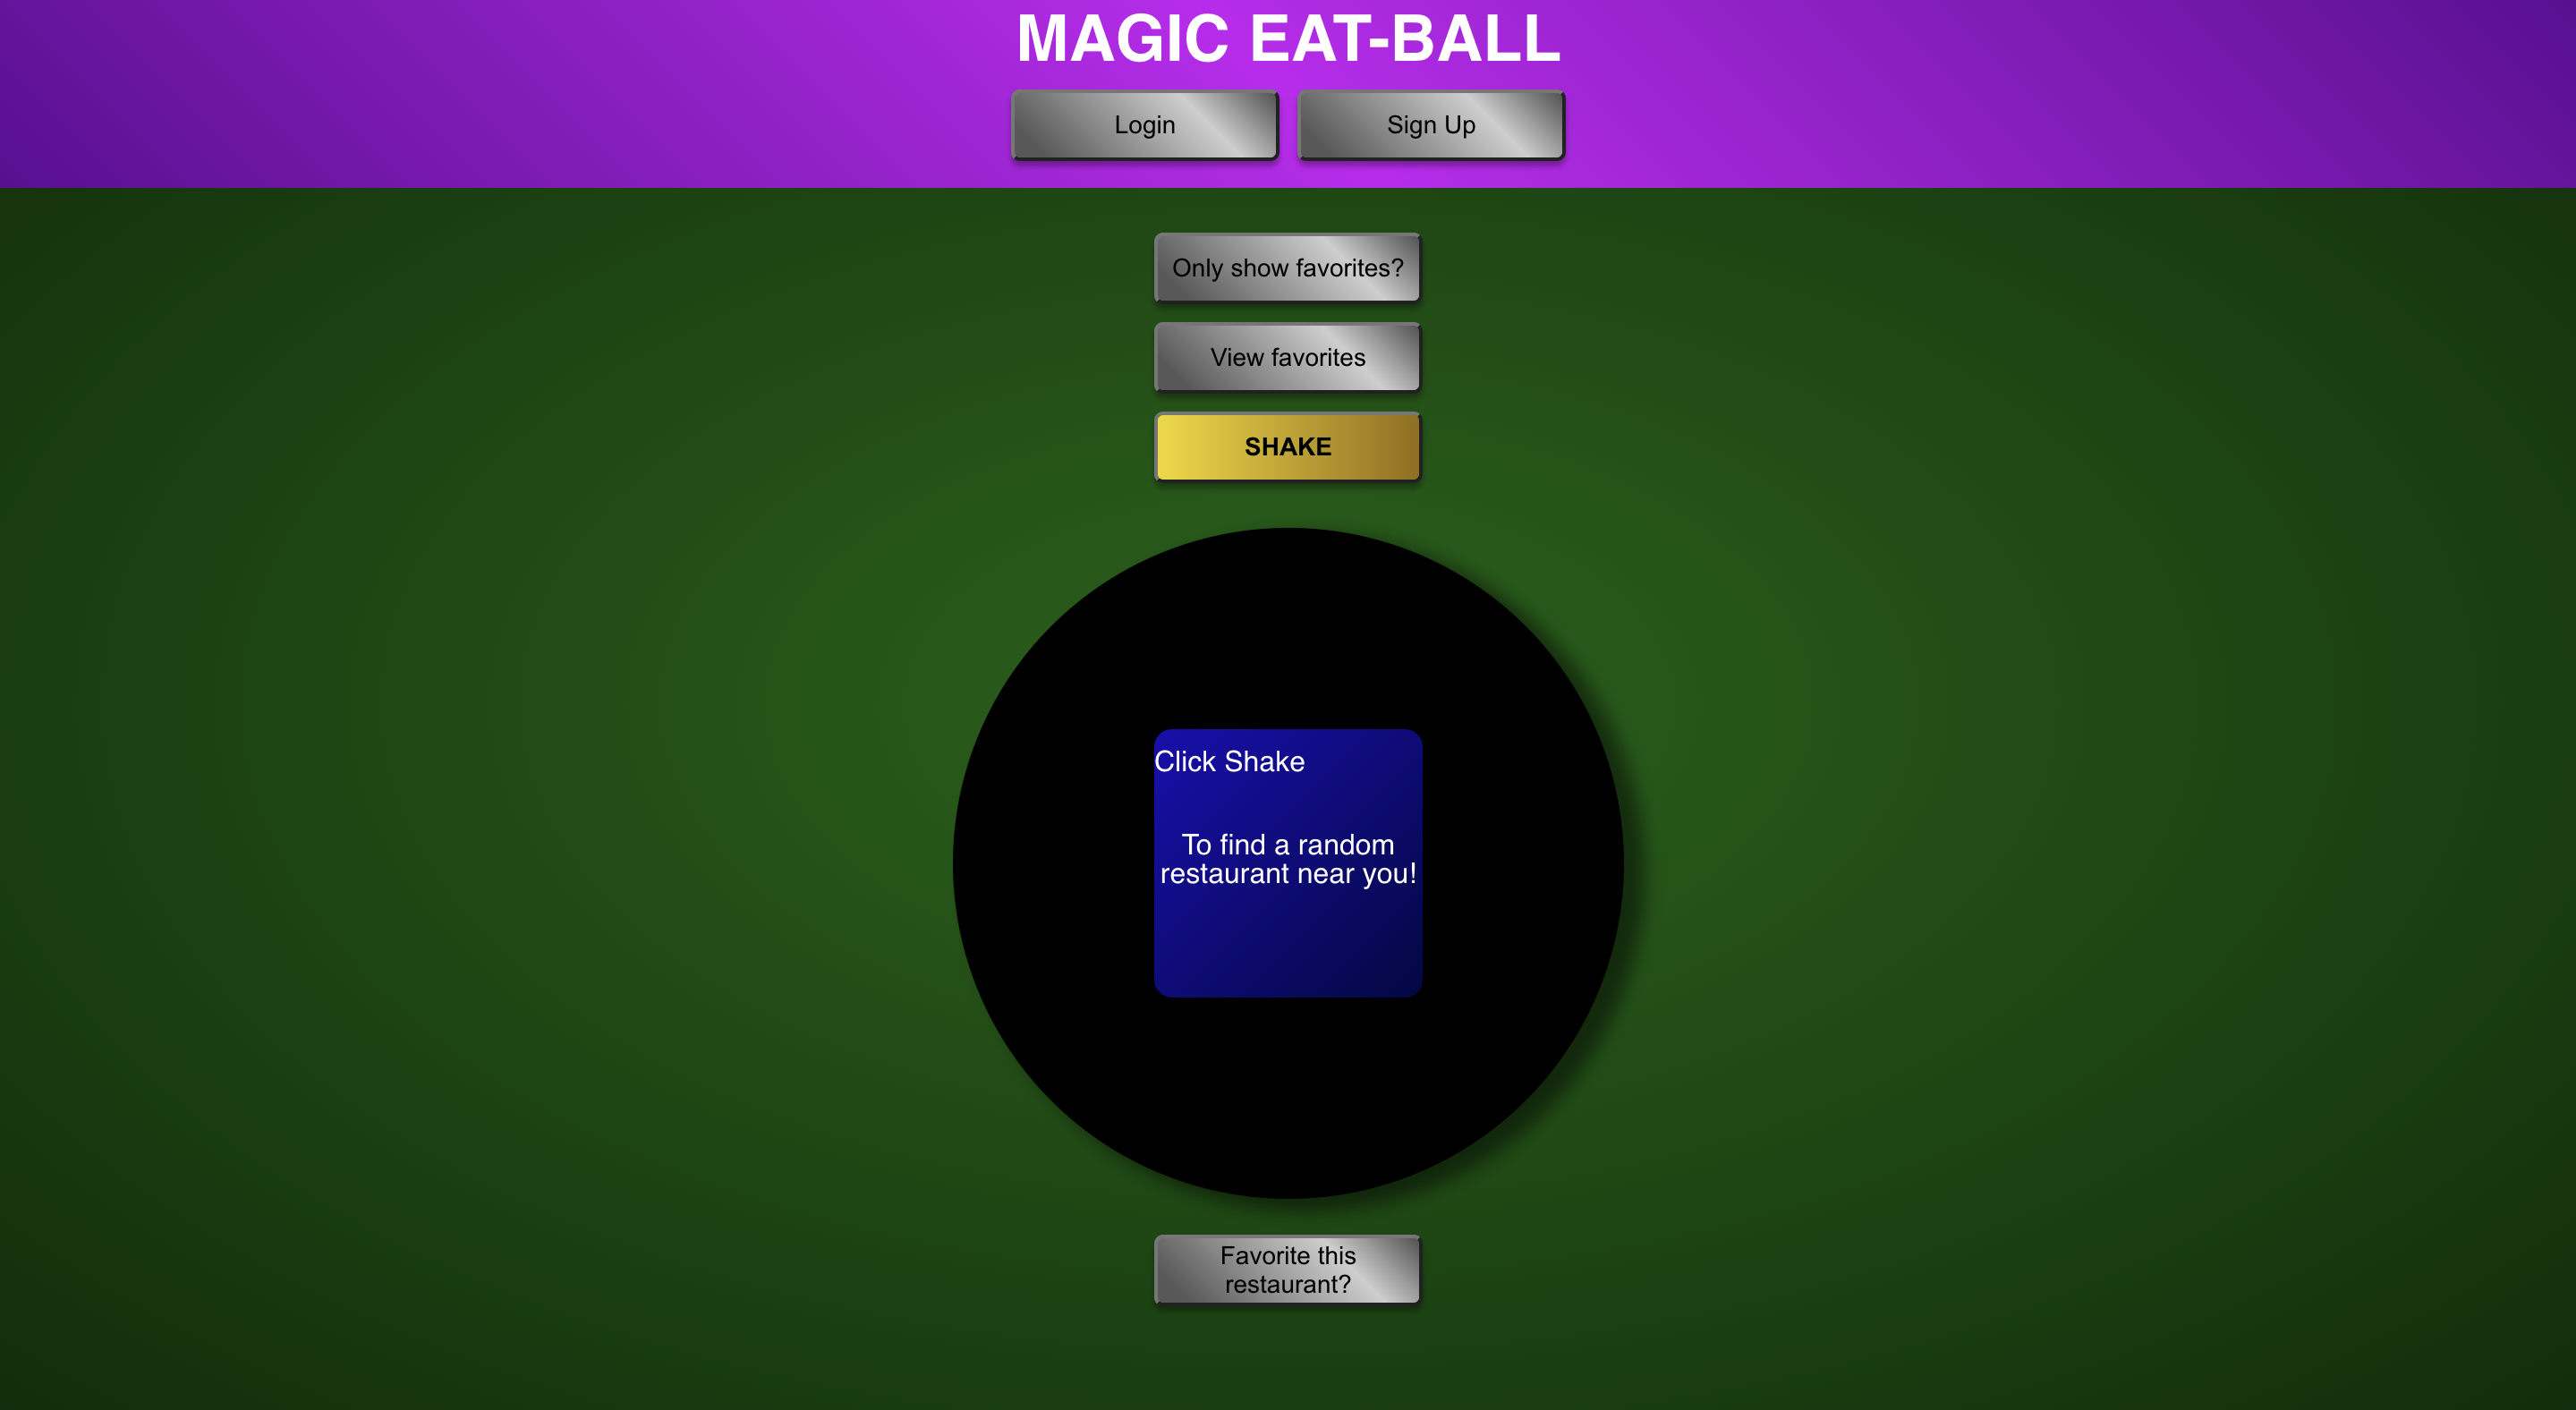 MAGIC EAT-BALL
Login
Sign Up
Only show favorites?
View favorites
SHAKE
Click Shake
To find a random
restaurant near you!
Favorite this
restaurant?